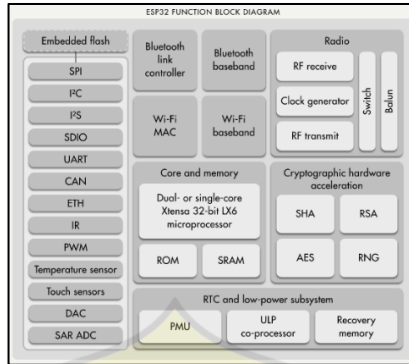 ESP32 FUNCTION BLOCK DIAGRAM
Embedded flash
SPI
I²C
I²S
SDIO
UART
CAN
ETH
IR
PWM
Temperature sensor
Touch sensors
DAC
SAR ADC
Bluetooth
link
controller
Bluetooth
baseband
Wi-Fi
MAC
Wi-Fi
baseband
Radio
RF receive
Clock generator
RF transmit
Switch
Balun
Core and memory
Dual- or single-core
Xtensa 32-bit LX6
microprocessor
ROM
SRAM
Cryptographic hardware
acceleration
SHA
RSA
AES
RNG
RTC and low-power subsystem
PMU
ULP
co-processor
Recovery
memory